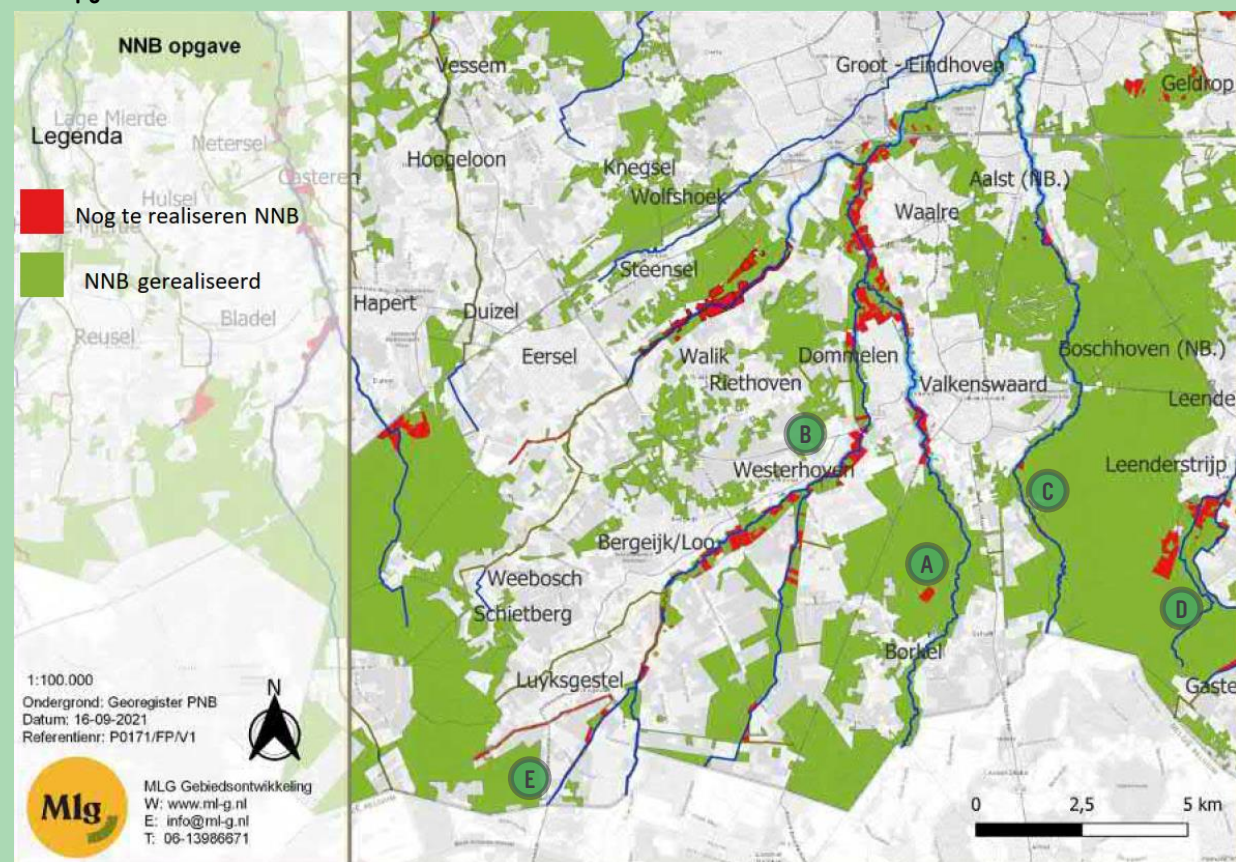 NNB opgave
Legenda
Nog te realiseren NNB
NNB gerealiseerd
Lage Mierde
Netersel
Casteren
Hulsel
Mierde
Bladel
Reusel
Vessem
Groot - Eindhoven
Geldrop
Hoogeloon
Knegsel
Wolfshoek
Aalst (NB.)
Waalre
Steensel
Hapert
Duizel
Eersel
Walik
Dommelen
Boschhoven (NB.)
Riethoven
Valkenswaard
Leende
B
Westerhoven
Leenderstrijp
C
Bergeijk/Loo
A
Weebosch
Schietberg
D
Borkel
Luyksgestel
Gaste
E
1:100.000
Ondergrond: Georegister PNB
Datum: 16-09-2021
Referentienr: P0171/FP/V1
N
Mlg
MLG Gebiedsontwikkeling
W: www.ml-g.nl
E: info@ml-g.nl
T: 06-13986671
0 2,5 5 km